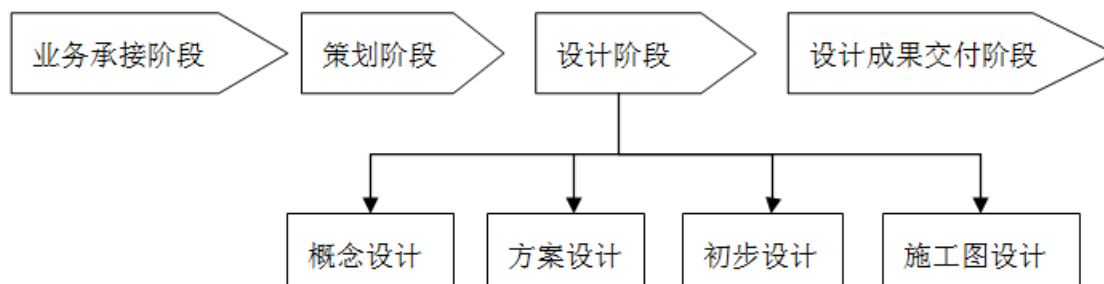 业务承接阶段
策划阶段
设计阶段
设计成果交付阶段
概念设计
方案设计
初步设计
施工图设计